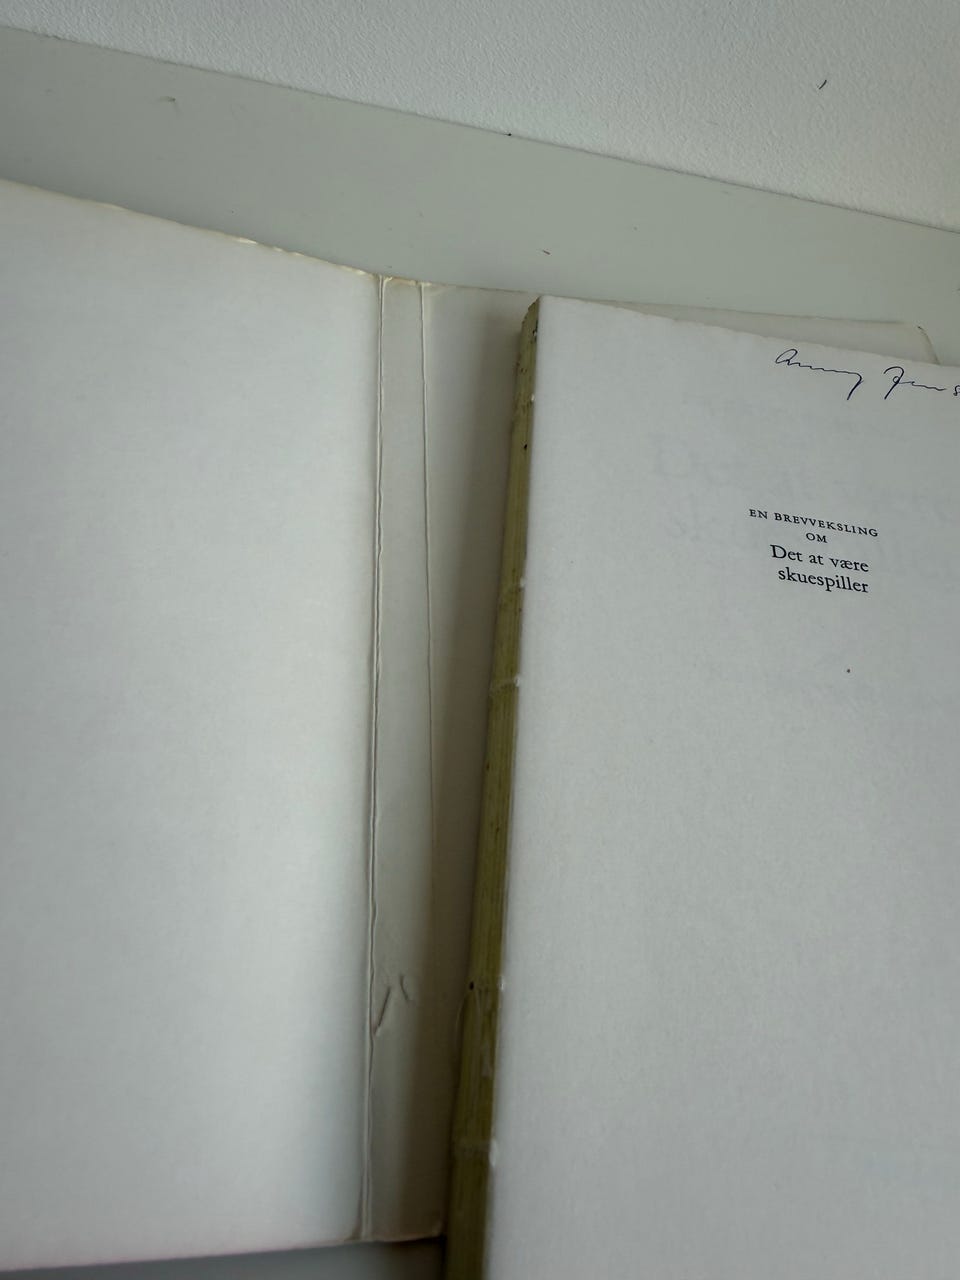 EN BREVVEKSLING
OM
Det at være
skuespiller